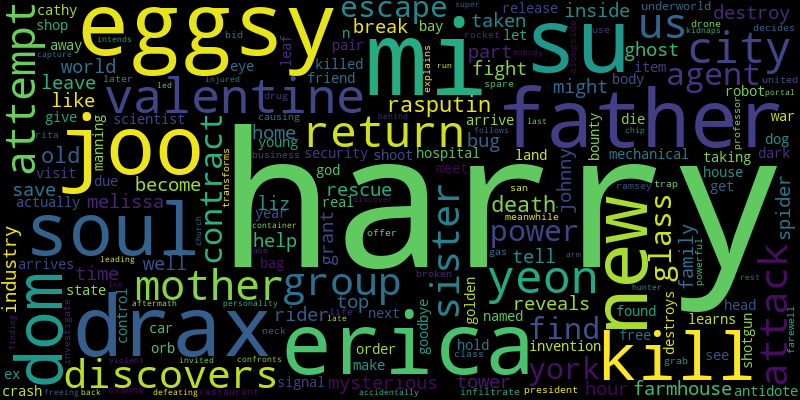 eggsy
joo
harry
mi
su
father
drax
erica
kill
soul
dom
valentine
new
city
agent
us
escape
return
yeon
mother
group
discovers
attempt
contract
sister
power
glass
attack
find
york
rasputin
destroy
taken
break
inside
ghost
fight
part
bug
might
body
robot
spider
world
leave
like
old
save
become
melissa
scientist
home
help
liz
rescue
death
hospital
security
young
shoot
arrive
land
die
bounty
mechanical
taking
house
dark
dog
war
item
johnny
manning
cathy
shop
away
give
visit
due
actually
arrives
time
state
car
orb
control
well
industry
crash
ex
signal
mysterious
tower
top
rider
next
order
make
hold
goodbye
golden
named
tell
reveals
invention
hour
farmhouse
antidote
shotgun
destroys
family
powerful
learns
found
free
see
head
get
trap
god
real
year
grant
bag
friend
killed
eye
leaf
pair
bay
let
release
underworld
super
drone
kidnaps
decides
rocket
nobody
alongside
use
united
portal
professor
chip
last
follows
behind
run
spare
explains
intends
capture
later
led
injured
bid
drug
causing
business
transforms
church
container
offer
san
meanwhile
meet
discover
gas
arm
broken
life
late
neck
personality
aftermath
leading
investigate
finding
violent
freeing
back
defeating
invited
confronts
restaurant
accidentally
infiltrate
class
president
grab
hunter
rest
farewell
ramsey
rita